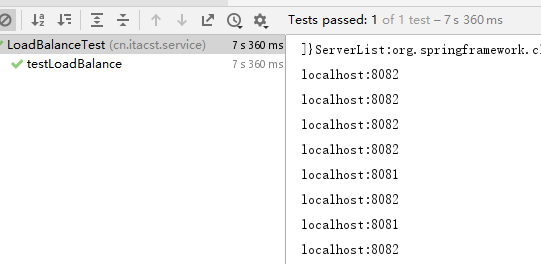 Tests passed: 1 of 1 test – 7 s 360 ms
LoadBalanceTest (cn.itacst.service) 7 s 360 ms
testLoadBalance 7 s 360 ms
]}ServerList:org.springframework.cl
localhost:8082
localhost:8082
localhost:8082
localhost:8082
localhost:8081
localhost:8082
localhost:8081
localhost:8082